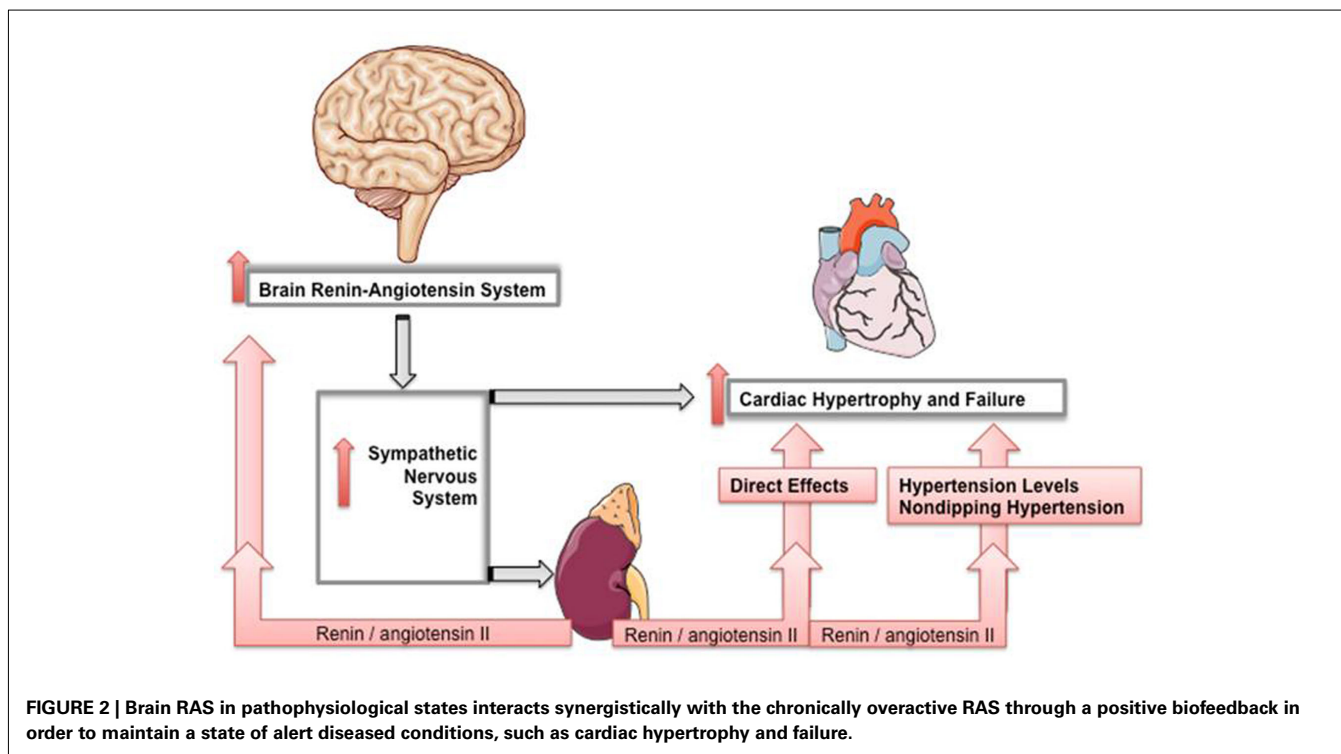 Brain Renin-Angiotensin System
Sympathetic
Nervous
System
Cardiac Hypertrophy and Failure
Direct Effects
Hypertension Levels
Nondipping Hypertension
Renin / angiotensin II
Renin / angiotensin II
Renin / angiotensin II
FIGURE 2 | Brain RAS in pathophysiological states interacts synergistically with the chronically overactive RAS through a positive biofeedback in
order to maintain a state of alert diseased conditions, such as cardiac hypertrophy and failure.